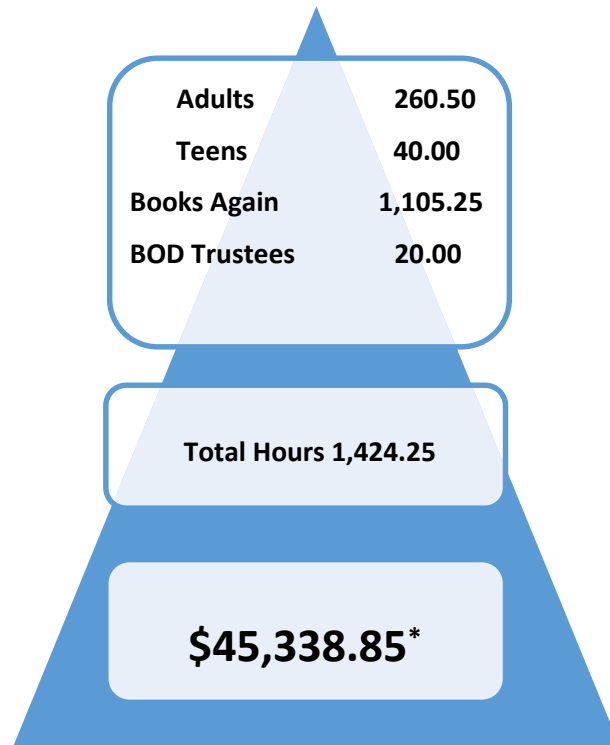 Adults 260.50
Teens 40.00
Books Again 1,105.25
BOD Trustees 20.00
Total Hours 1,424.25
$45,338.85*